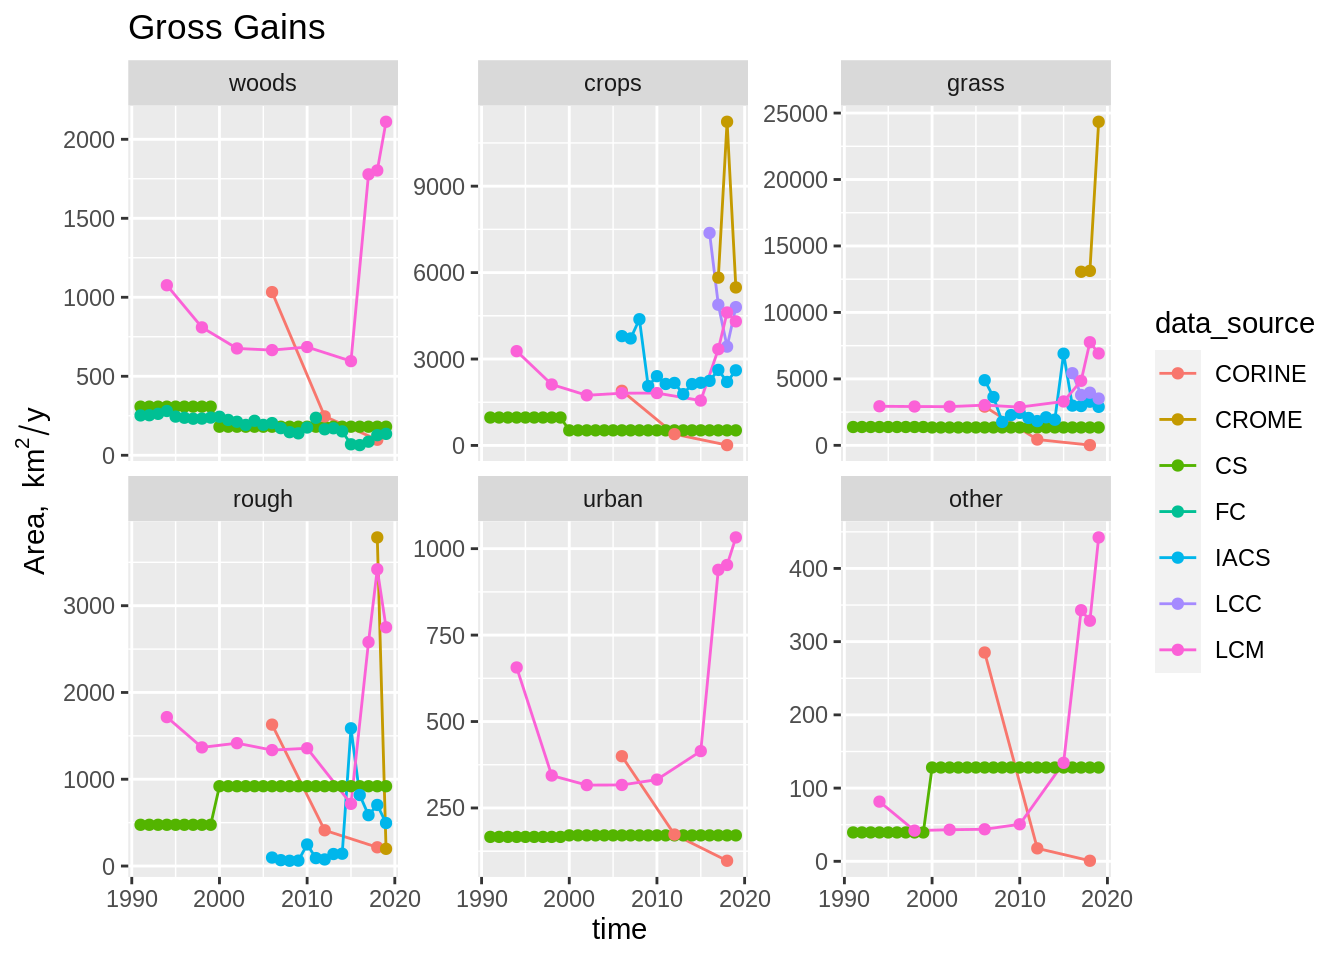 Gross Gains
woods
crops
grass
2000
1500
1000
500
0
9000
6000
3000
0
25000
20000
15000
10000
5000
0
rough
urban
other
3000
2000
1000
0
1000
750
500
250
400
300
200
100
0
1990 2000 2010 2020
1990 2000 2010 2020
1990 2000 2010 2020
time
Area, km²/y
data_source
CORINE
CROME
CS
FC
IACS
LCC
LCM